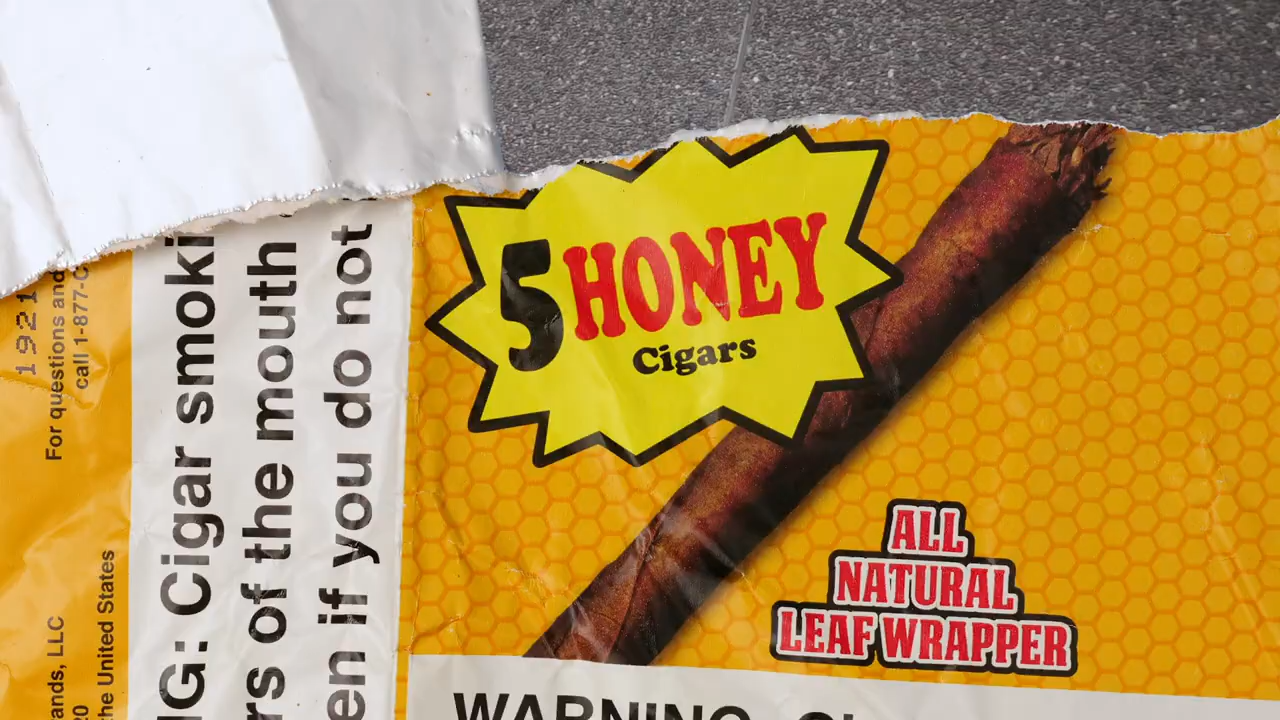 5 HONEY
Cigars
ALL
NATURAL
LEAF WRAPPER
WARNING:
G: Cigar smoki
rs of the mouth
en if you do not
1921
For questions and
call 1-877-
ands, LLC
20
the United States